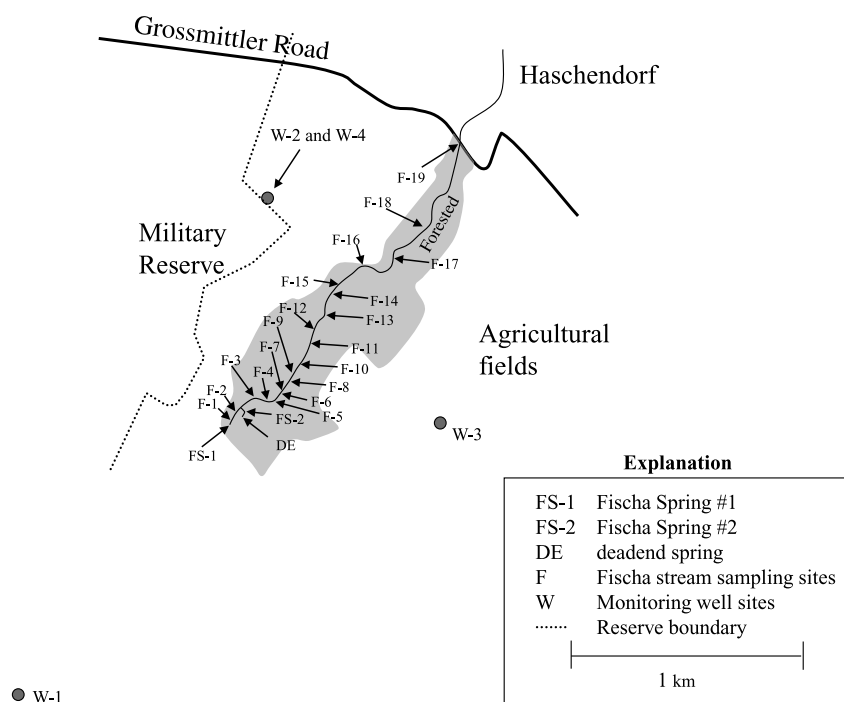 Grossmittler Road
Haschendorf
W-2 and W-4
F-19
F-18
Forested
Military
Reserve
F-16
F-17
F-15
F-14
F-12
F-13
F-9
Agricultural
fields
F-7
F-11
F-3
F-10
F-4
F-8
F-2
F-6
F-1
F-5
FS-2
W-3
DE
FS-1
Explanation
FS-1 Fischa Spring #1
FS-2 Fischa Spring #2
DE deadend spring
F Fischa stream sampling sites
W Monitoring well sites
Reserve boundary
1 km
W-1